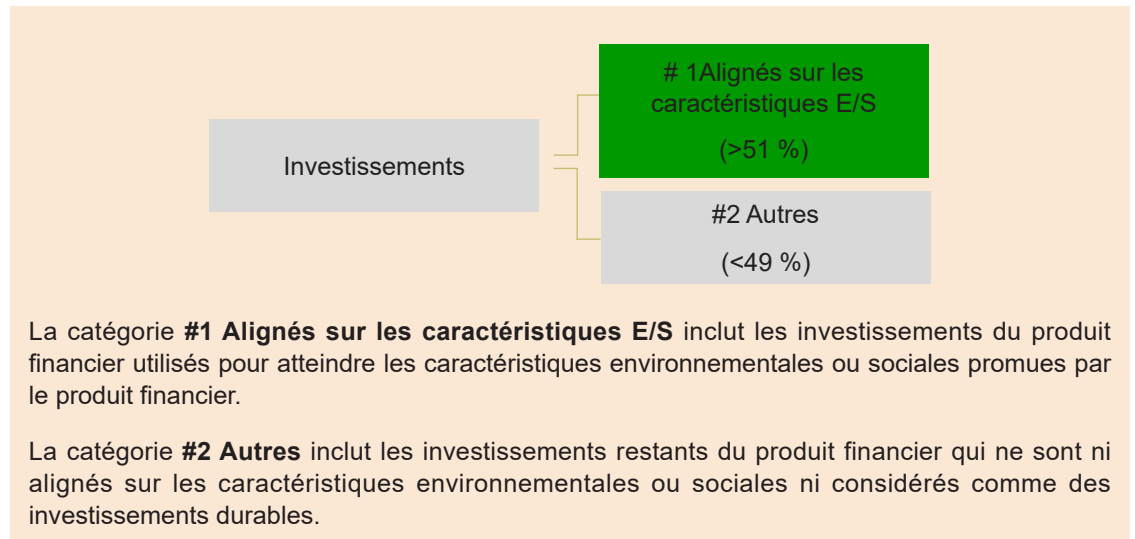 # 1Alignés sur les
caractéristiques E/S
(>51 %)
Investissements
#2 Autres
(<49 %)
La catégorie #1 Alignés sur les caractéristiques E/S inclut les investissements du produit
financier utilisés pour atteindre les caractéristiques environnementales ou sociales promues par
le produit financier.
La catégorie #2 Autres inclut les investissements restants du produit financier qui ne sont ni
alignés sur les caractéristiques environnementales ou sociales ni considérés comme des
investissements durables.